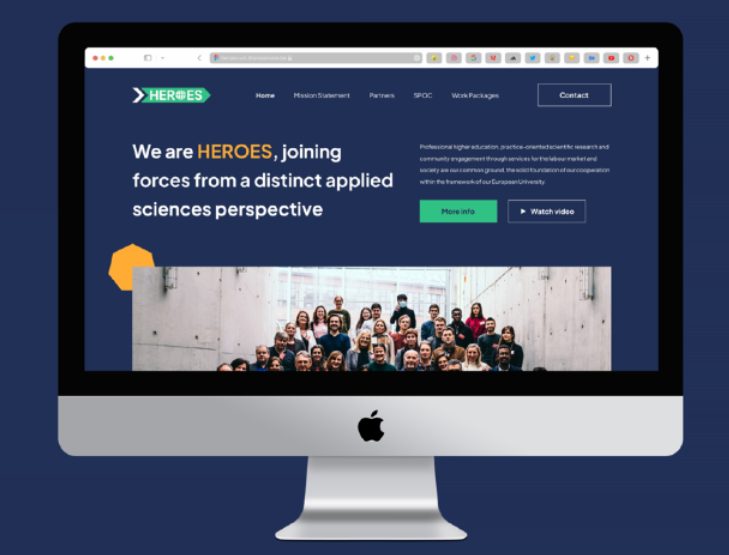 HEROES
Home Mission Statement Partners SPOC Work Packages Contact
We are HEROES, joining
forces from a distinct applied
sciences perspective
Professional higher education, practice-oriented scientific research and
community engagement through services for the labour market and
society are our common ground, the solid foundation of our cooperation
within the framework of our European University.
More info
Watch video